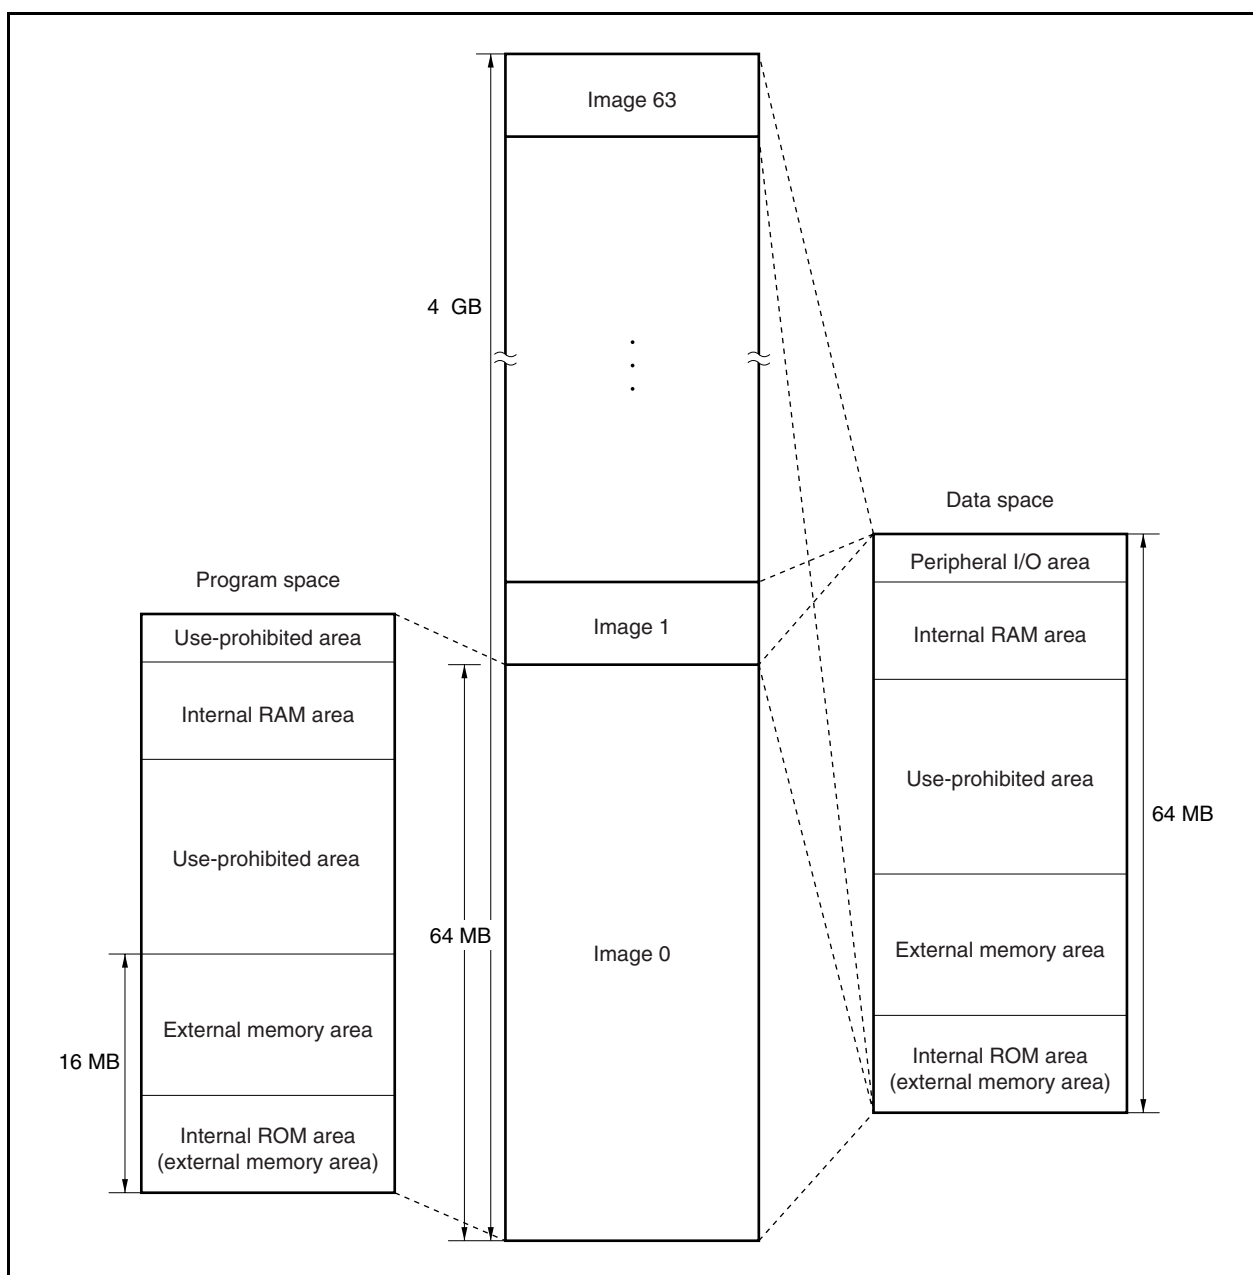 Image 63
4 GB
Data space
Peripheral I/O area
Program space
Use-prohibited area
Image 1
Internal RAM area
Internal RAM area
Use-prohibited area
64 MB
Use-prohibited area
64 MB
Image 0
External memory area
External memory area
16 MB
Internal ROM area
(external memory area)
Internal ROM area
(external memory area)